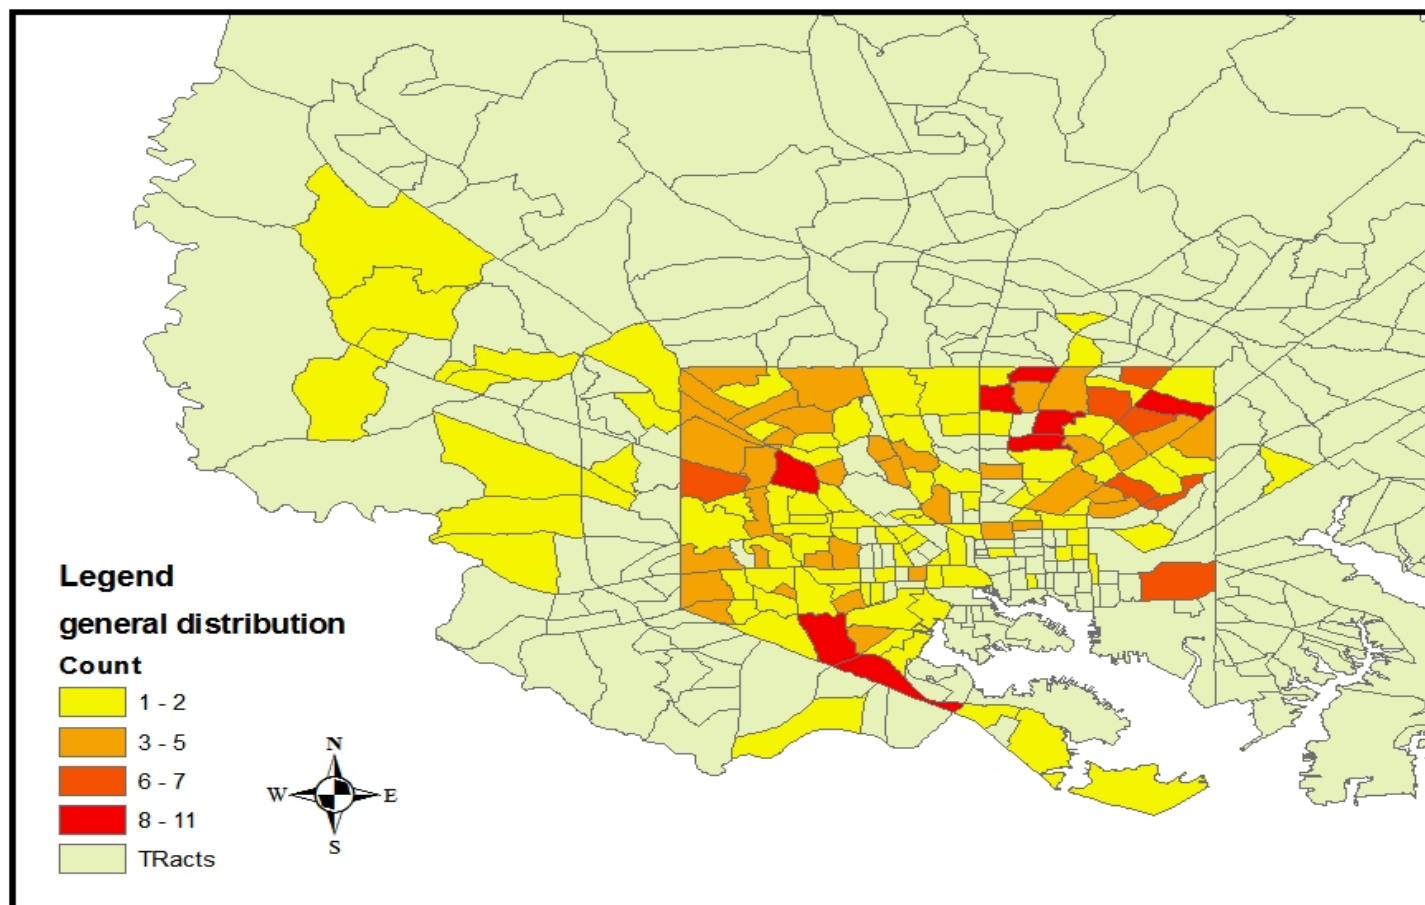 Legend
general distribution
Count
1 - 2
3 - 5
6 - 7
8 - 11
TRacts
N
W E
S